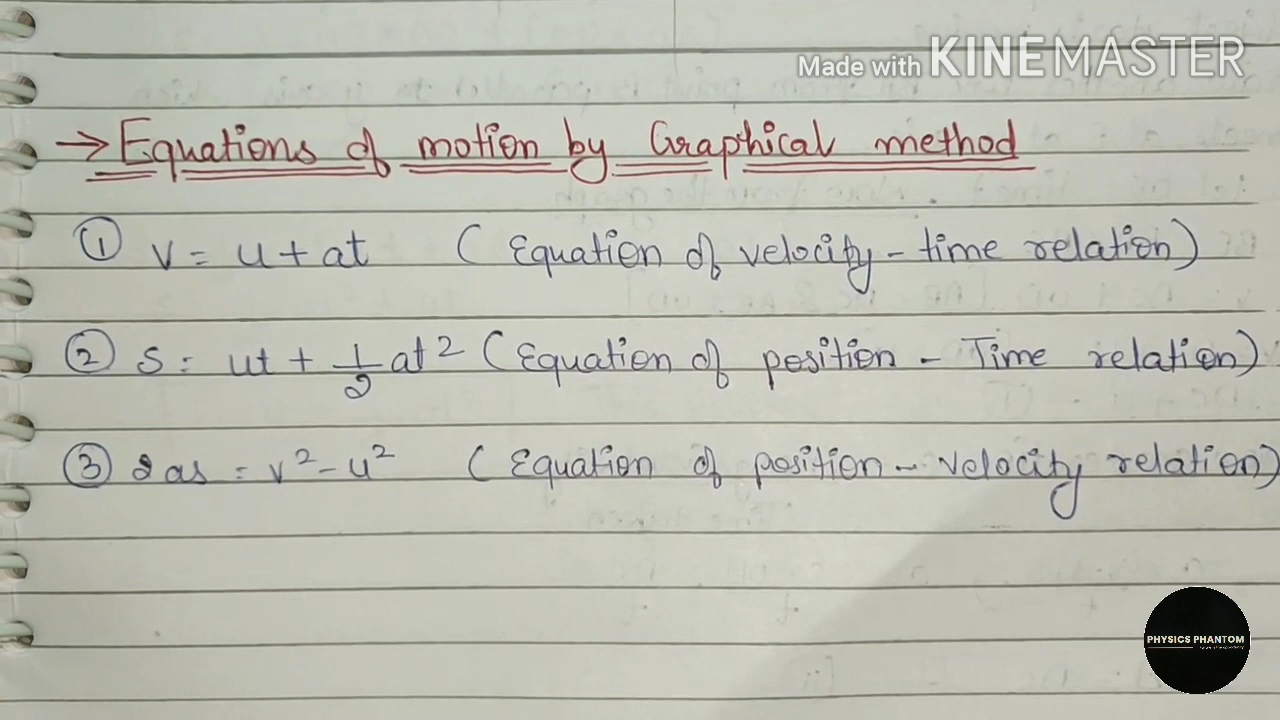 Made with KINEMASTER
→ Equations of motion by Graphical method
① v = u + at ( Equation of velocity - time relation)
② s = ut + 1/2 at² (Equation of position - Time relation)
③ 2as = v² - u² ( Equation of position - velocity relation)
PHYSICS PHANTOM